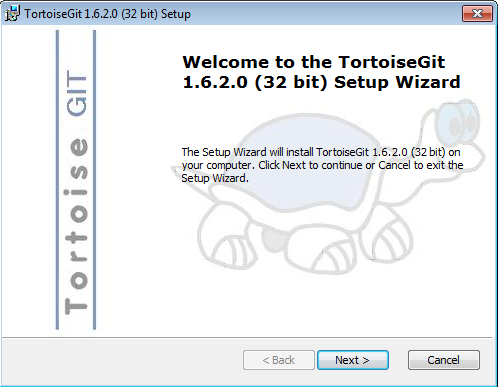 TortoiseGit 1.6.2.0 (32 bit) Setup
Tortoise GIT
Welcome to the TortoiseGit
1.6.2.0 (32 bit) Setup Wizard
The Setup Wizard will install TortoiseGit 1.6.2.0 (32 bit) on
your computer. Click Next to continue or Cancel to exit the
Setup Wizard.
< Back
Next >
Cancel